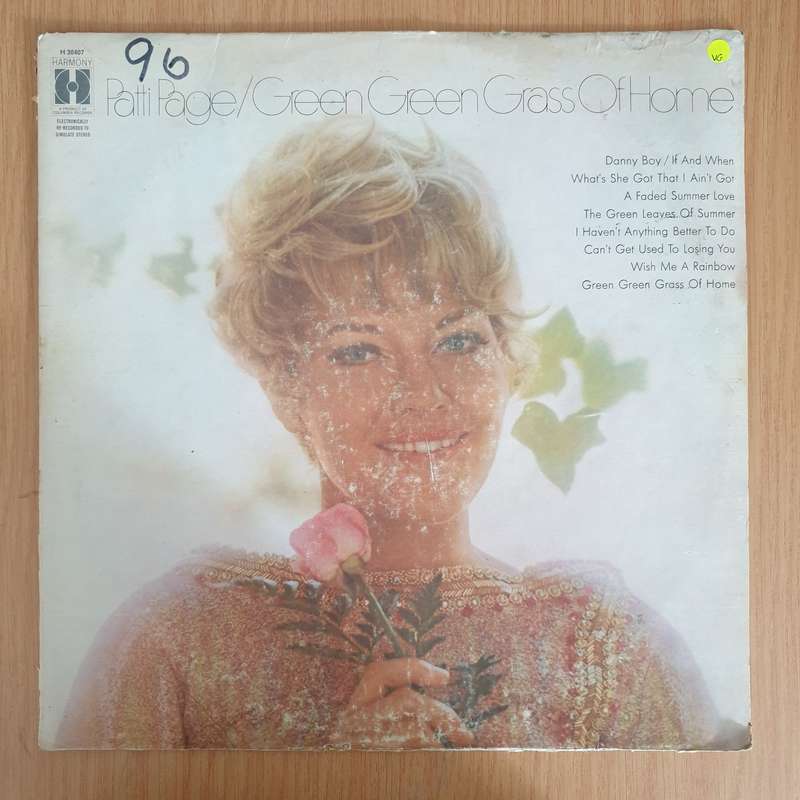 H 30407
HARMONY
A PRODUCT OF
COLUMBIA RECORDS
ELECTRONICALLY
RE-RECORDED TO
SIMULATE STEREO
96
VG
Patti Page/Green Green Grass Of Home
Danny Boy / If And When
What's She Got That I Ain't Got
A Faded Summer Love
The Green Leaves Of Summer
I Haven't Anything Better To Do
Can't Get Used To Losing You
Wish Me A Rainbow
Green Green Grass Of Home